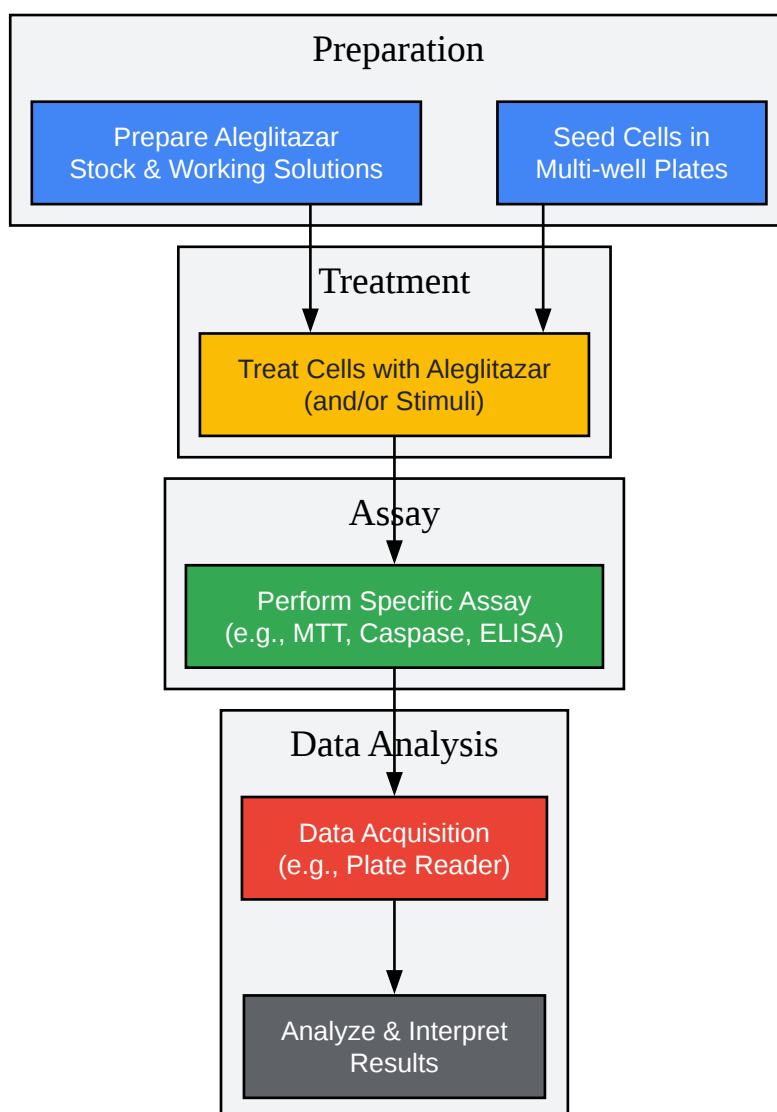 Preparation
Prepare Aleglitazar
Stock & Working Solutions
Seed Cells in
Multi-well Plates
Treatment
Treat Cells with Aleglitazar
(and/or Stimuli)
Assay
Perform Specific Assay
(e.g., MTT, Caspase, ELISA)
Data Analysis
Data Acquisition
(e.g., Plate Reader)
Analyze & Interpret
Results